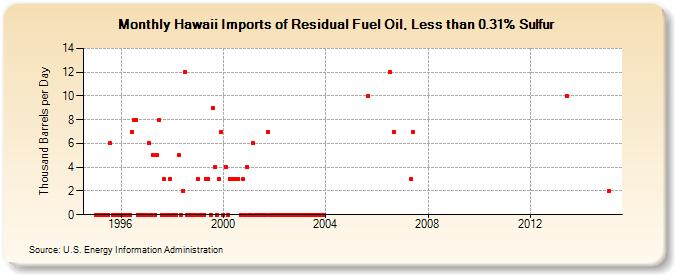 Monthly Hawaii Imports of Residual Fuel Oil, Less than 0.31% Sulfur
Thousand Barrels per Day
14
12
10
8
6
4
2
0
1996 2000 2004 2008 2012
Source: U.S. Energy Information Administration